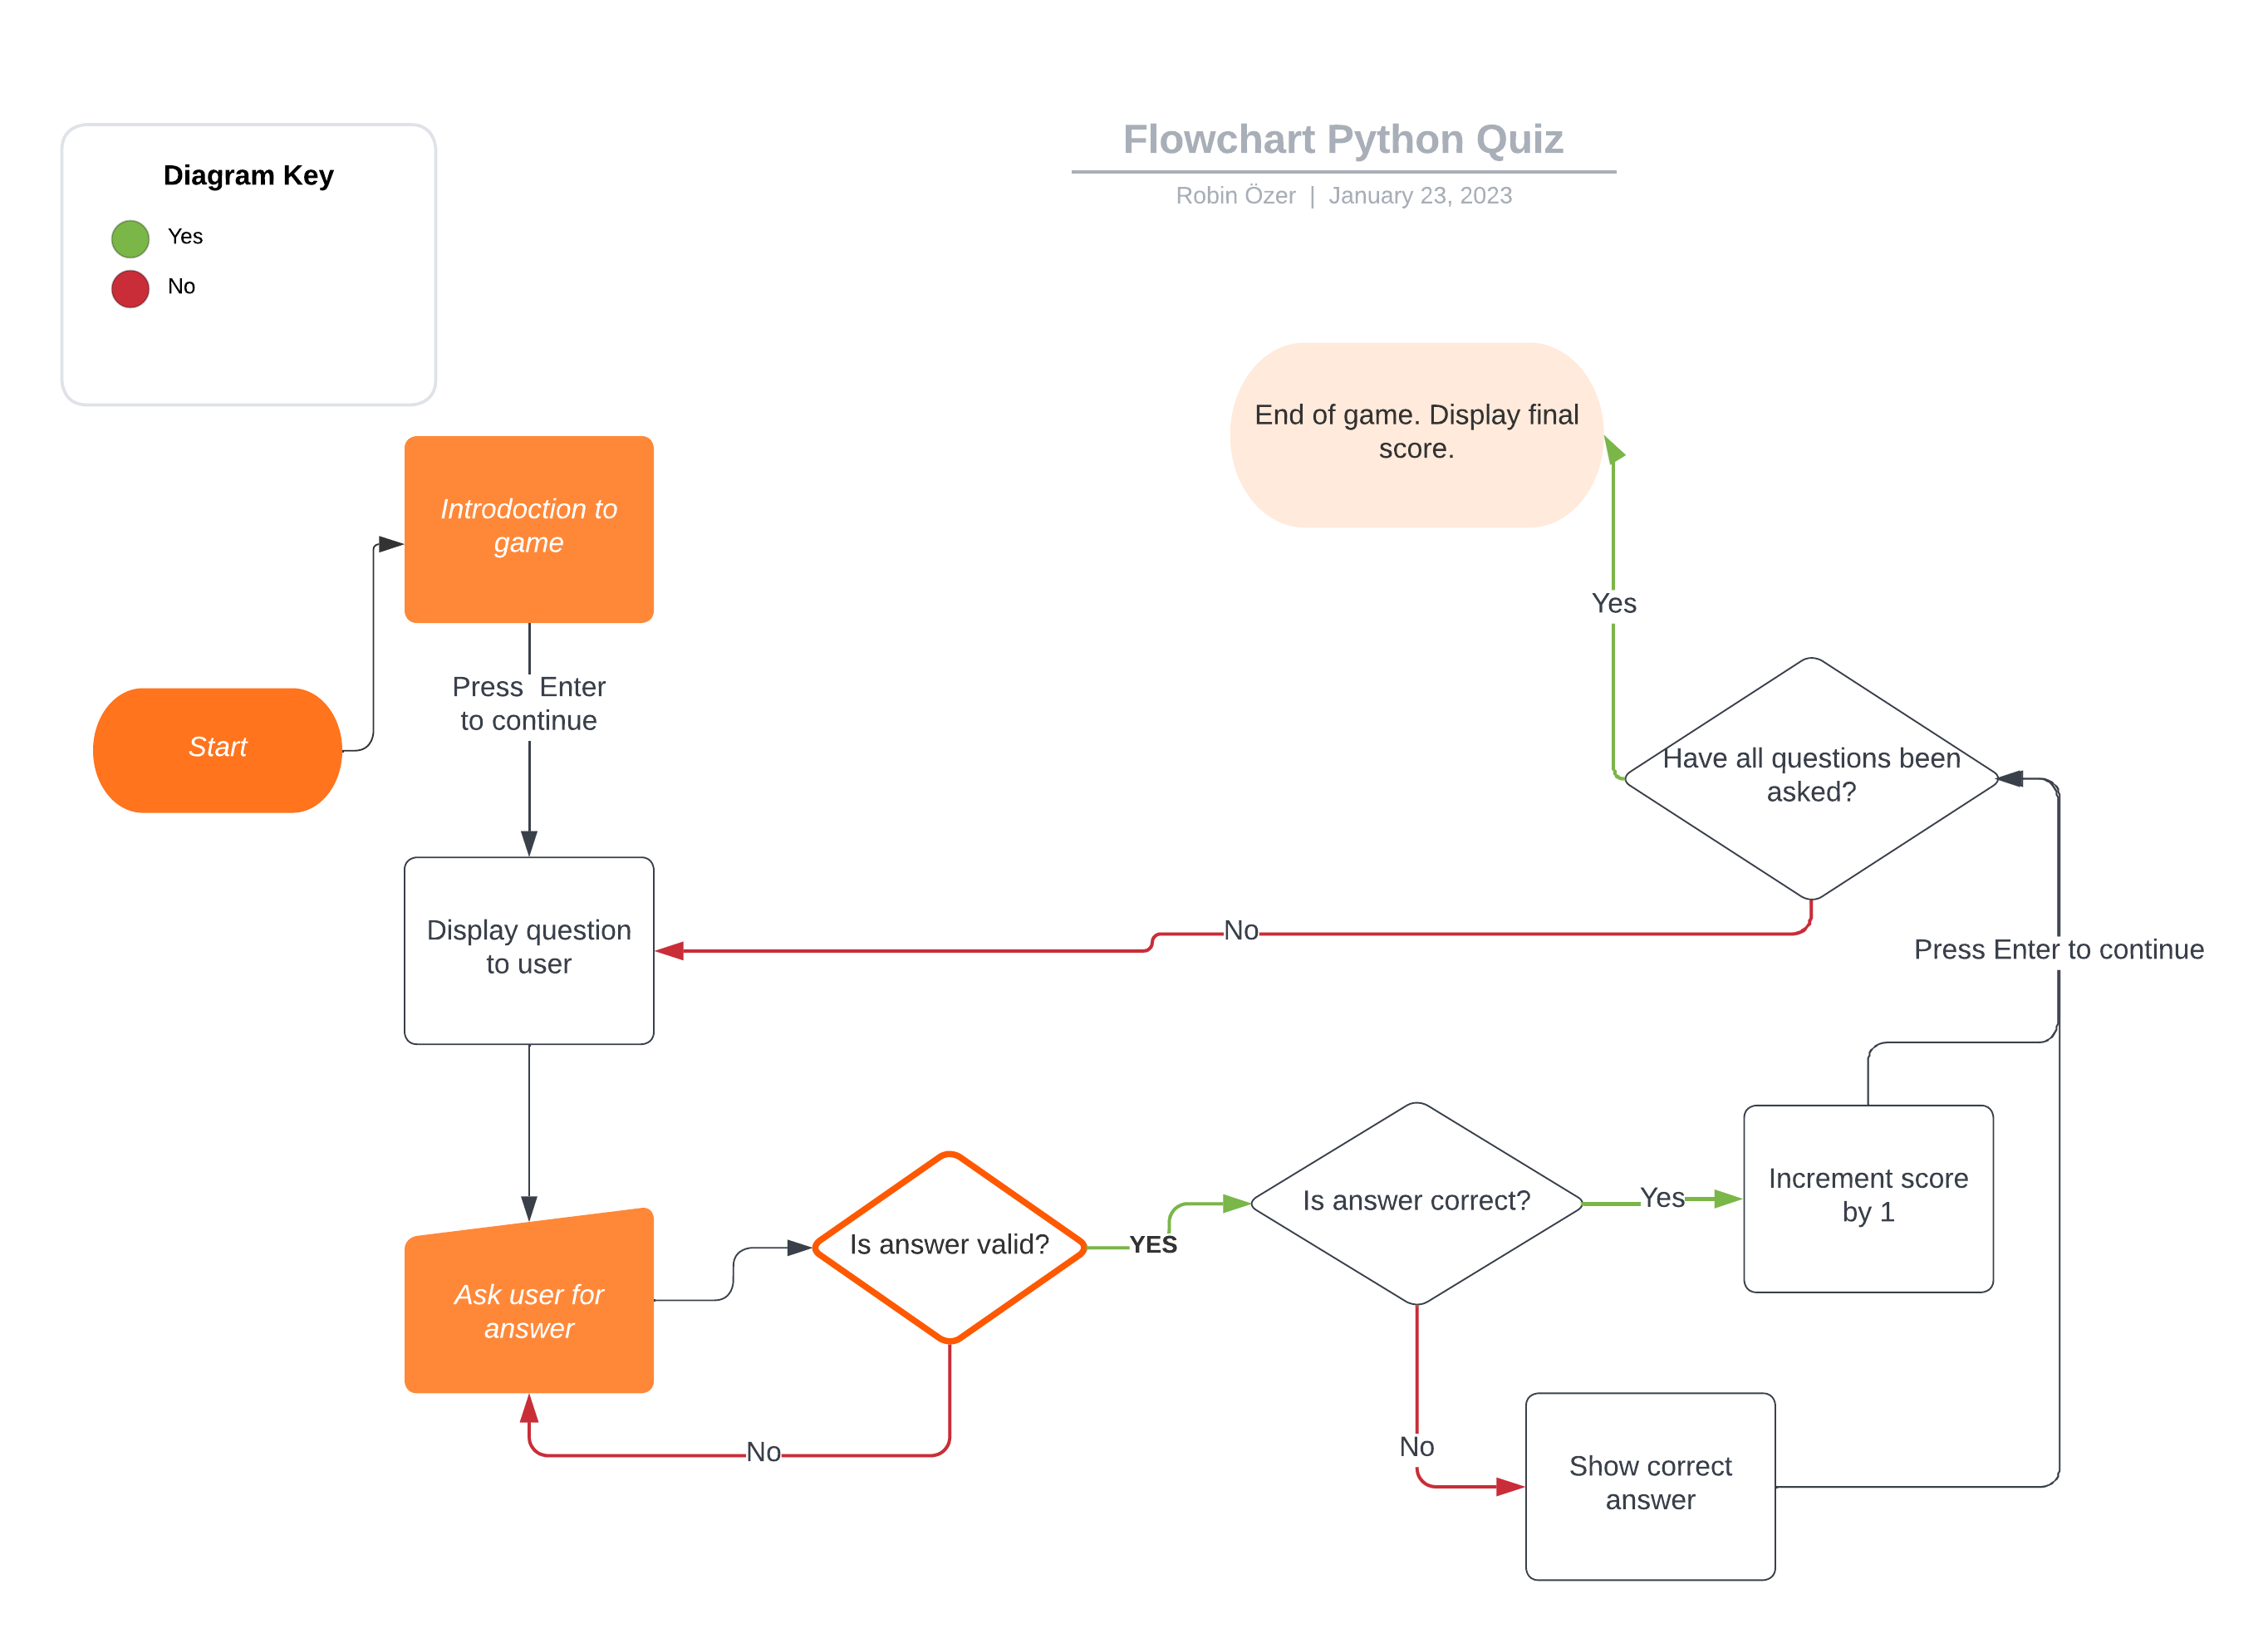 Flowchart Python Quiz
Robin Özer | January 23, 2023
Diagram Key
Yes
No
End of game. Display final
score.
Introdoction to
game
Yes
Press Enter
to continue
Start
Have all questions been
asked?
Display question
to user
No
Press Enter to continue
Increment score
by 1
Is answer correct?
Yes
Is answer valid?
YES
Ask user for
answer
No
No
Show correct
answer